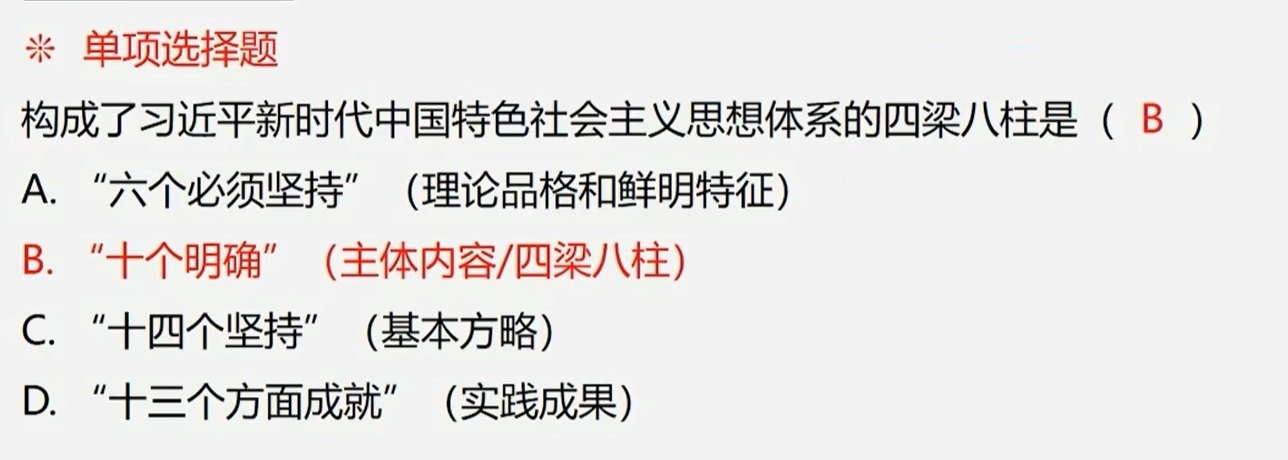 ※ 单项选择题
构成了习近平新时代中国特色社会主义思想体系的四梁八柱是（ B ）
A. “六个必须坚持”（理论品格和鲜明特征）
B. “十个明确”（主体内容/四梁八柱）
C. “十四个坚持”（基本方略）
D. “十三个方面成就”（实践成果）